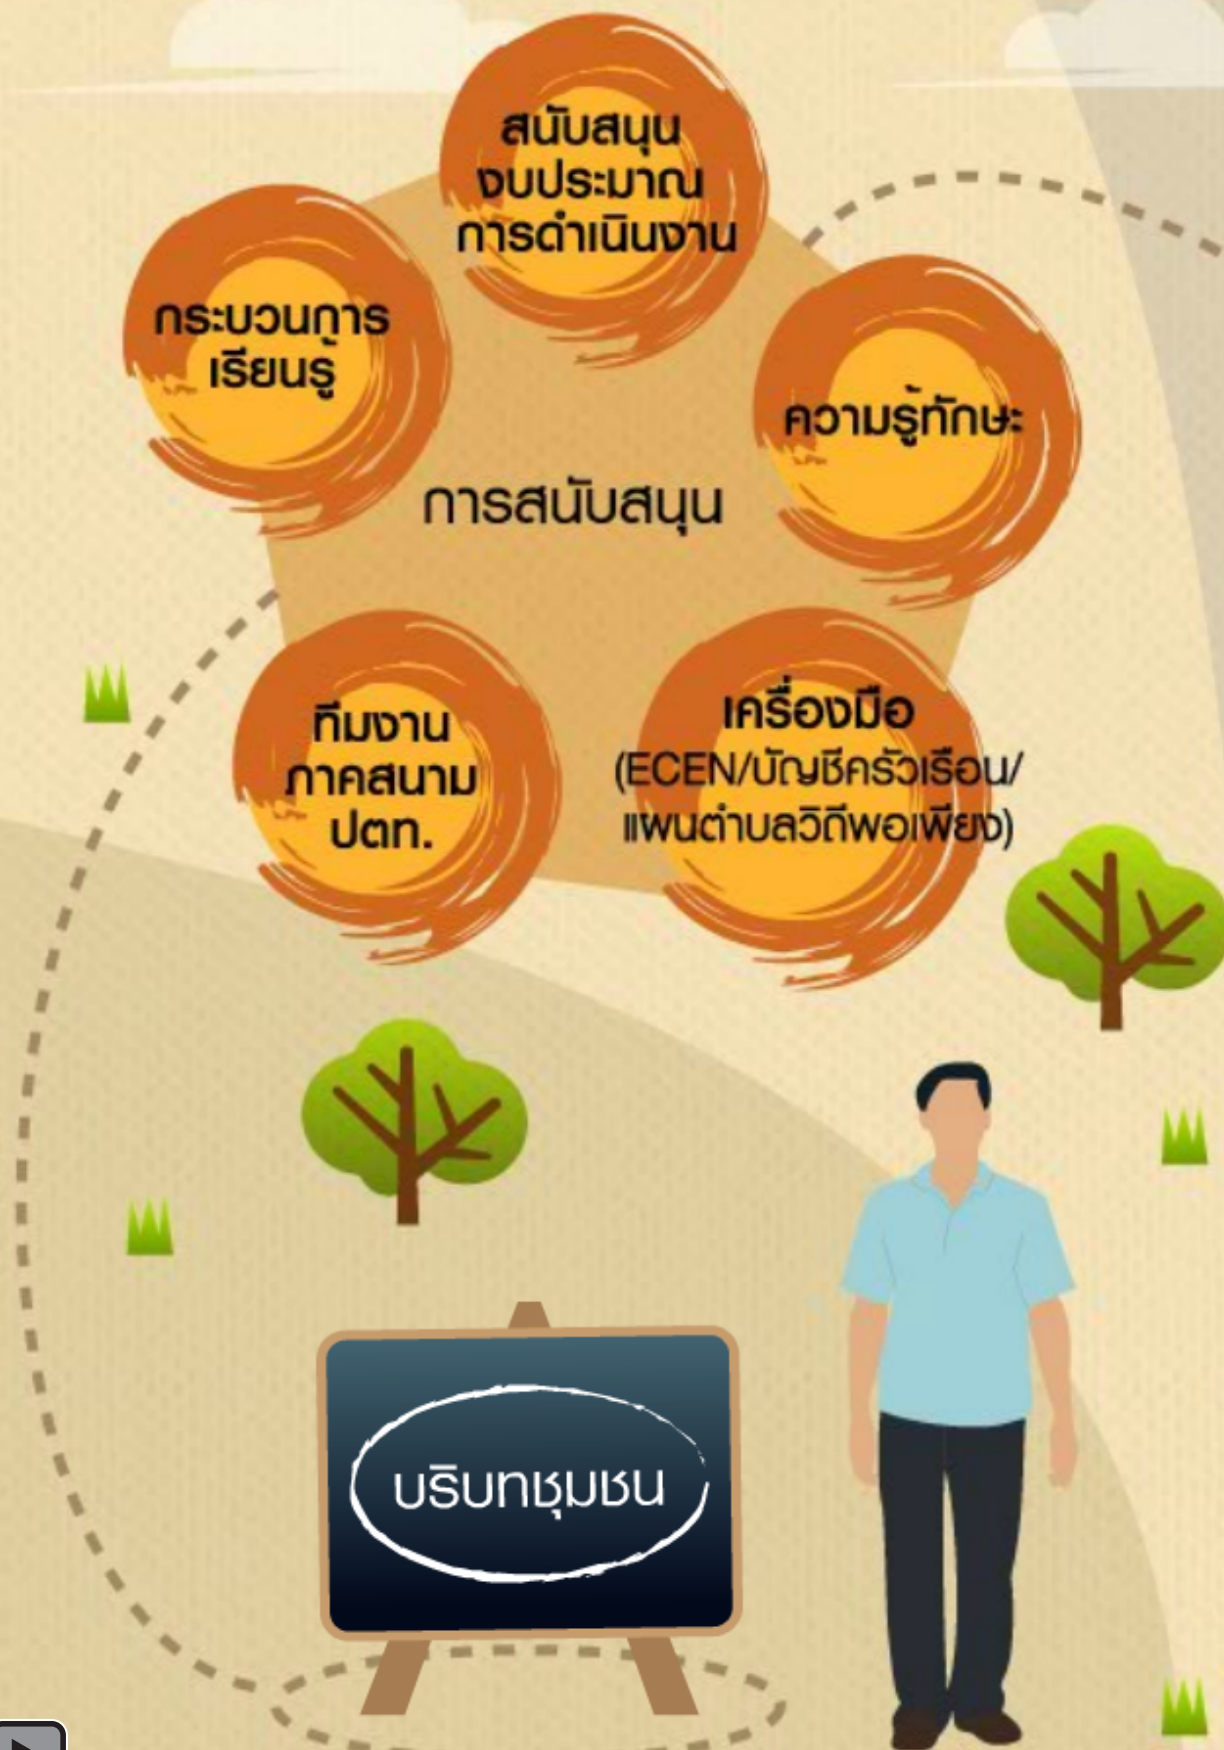 สนับสนุน
งบประมาณ
การดำเนินงาน
กระบวนการ
เรียนรู้
ความรู้ทักษะ
การสนับสนุน
ทีมงาน
ภาคสนาม
ปตท.
เครื่องมือ
(ECEN/บัญชีครัวเรือน/
แผนตำบลวิถีพอเพียง)
บริบทชุมชน